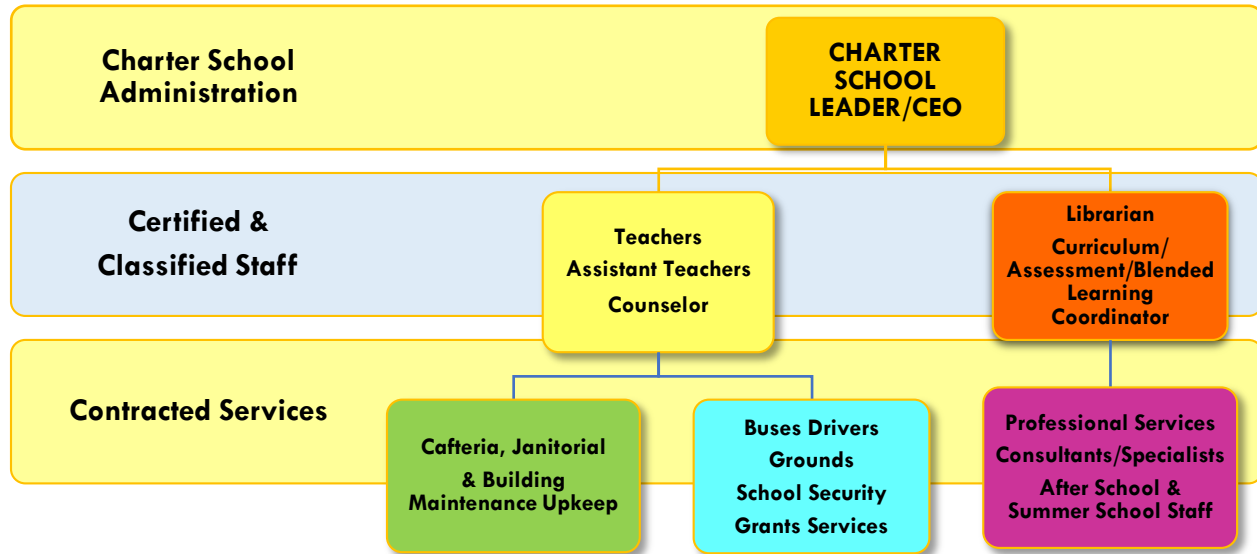 Charter School
Administration
CHARTER
SCHOOL
LEADER/CEO
Certified &
Classified Staff
Teachers
Assistant Teachers
Counselor
Librarian
Curriculum/
Assessment/Blended
Learning
Coordinator
Contracted Services
Cafteria, Janitorial
& Building
Maintenance Upkeep
Buses Drivers
Grounds
School Security
Grants Services
Professional Services
Consultants/Specialists
After School &
Summer School Staff